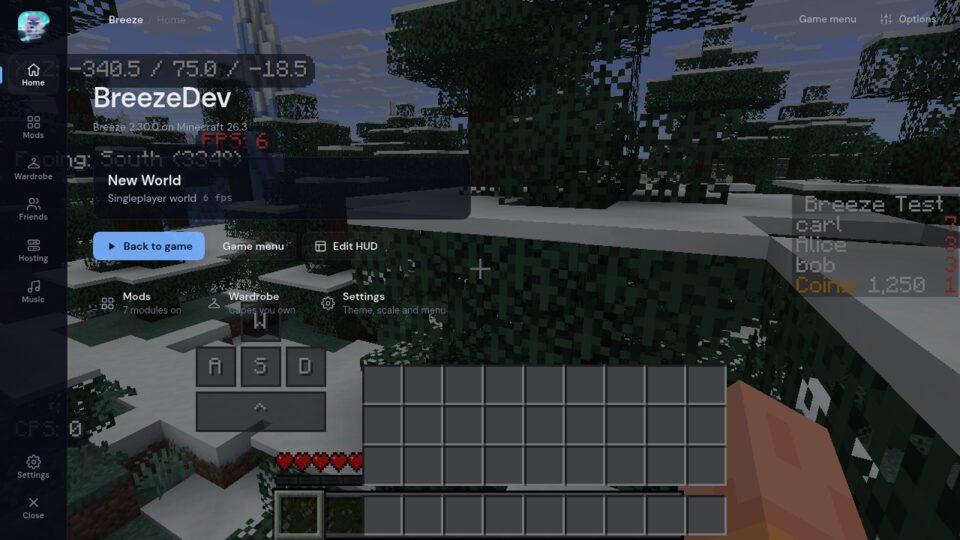 Breeze / Home
Game menu
Options
Home
-340.5 / 75.0 / -18.5
BreezeDev
Breeze 2.30.0 on Minecraft 26.3
FPS: 6
Mods
ng: South (3349)
Wardrobe
New World
Singleplayer world 6 fps
Friends
Breeze Test
carl 7
Alice 3
bob 3
Coins: 1,250 1
Back to game
Game menu
Edit HUD
Hosting
Music
Mods
7 modules on
Wardrobe
Capes you own
Settings
Theme, scale and menu
W
A
S
D
^
CPS: 0
Settings
Close